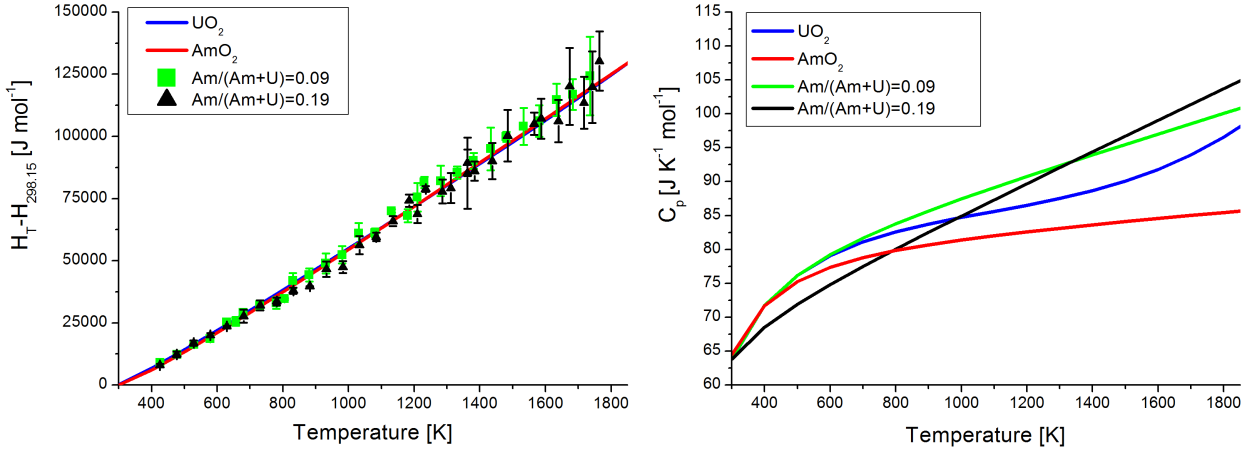 150000
125000
100000
75000
50000
25000
0
H_T-H_298.15 [J mol⁻¹]
UO₂
AmO₂
Am/(Am+U)=0.09
Am/(Am+U)=0.19
400 600 800 1000 1200 1400 1600 1800
Temperature [K]
115
110
105
100
95
90
85
80
75
70
65
60
C_p [J K⁻¹ mol⁻¹]
UO₂
AmO₂
Am/(Am+U)=0.09
Am/(Am+U)=0.19
400 600 800 1000 1200 1400 1600 1800
Temperature [K]